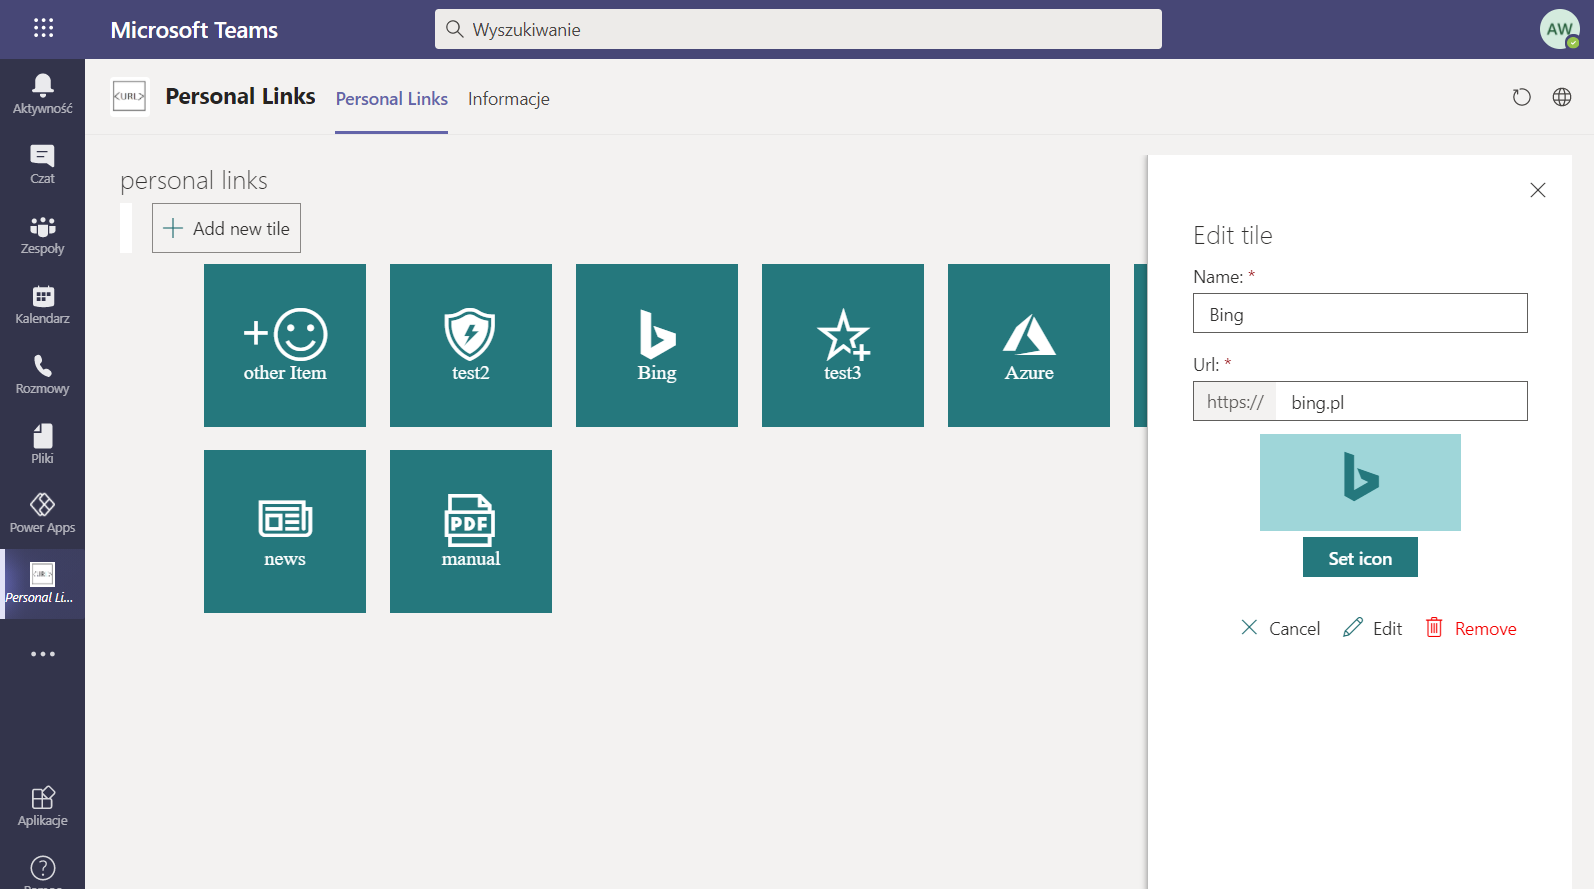 Microsoft Teams
Wyszukiwanie
AW
Aktywność
Czat
Zespoły
Kalendarz
Rozmowy
Pliki
Power Apps
Personal Li...
Aplikacje
<URL>
Personal Links
Personal Links
Informacje
personal links
Add new tile
other Item
test2
Bing
test3
Azure
news
PDF
manual
Edit tile
Name: *
Bing
Url: *
https://
bing.pl
Set icon
Cancel
Edit
Remove